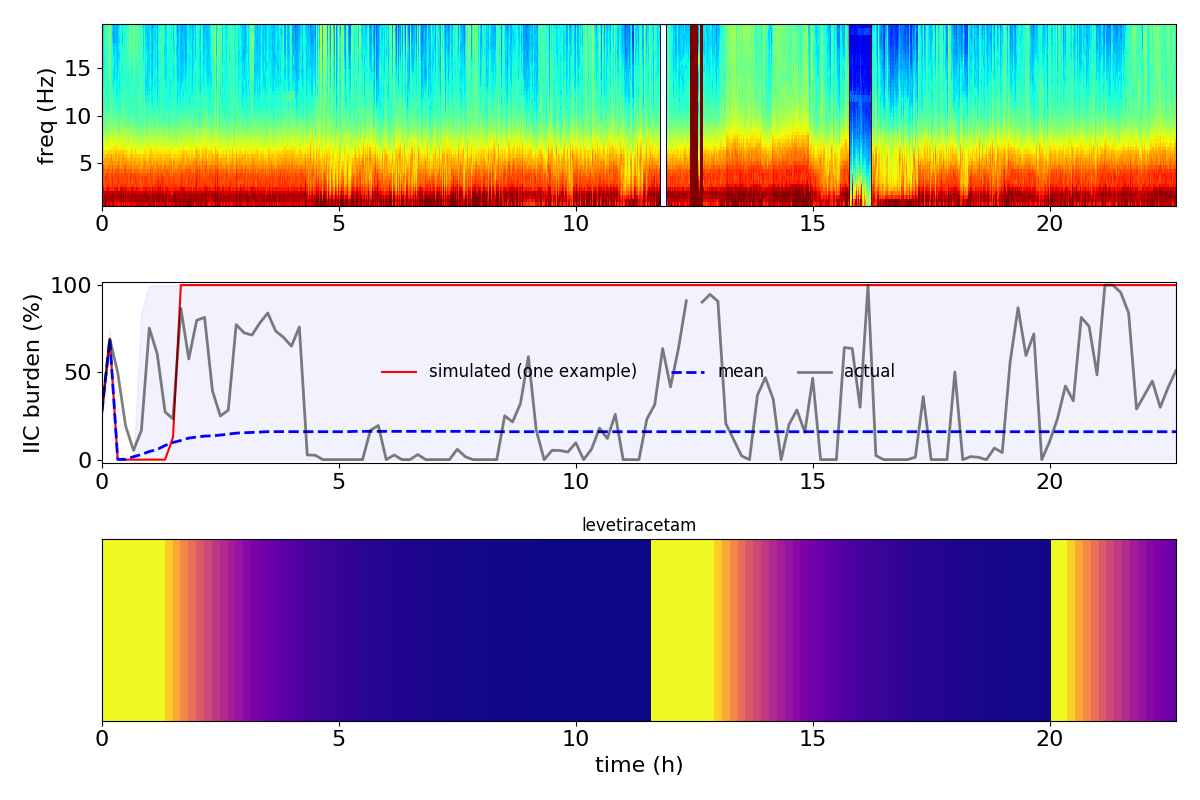 freq (Hz)
15
10
5
0 5 10 15 20
IIC burden (%)
100
50
0
simulated (one example) mean actual
0 5 10 15 20
levetiracetam
0 5 10 15 20
time (h)